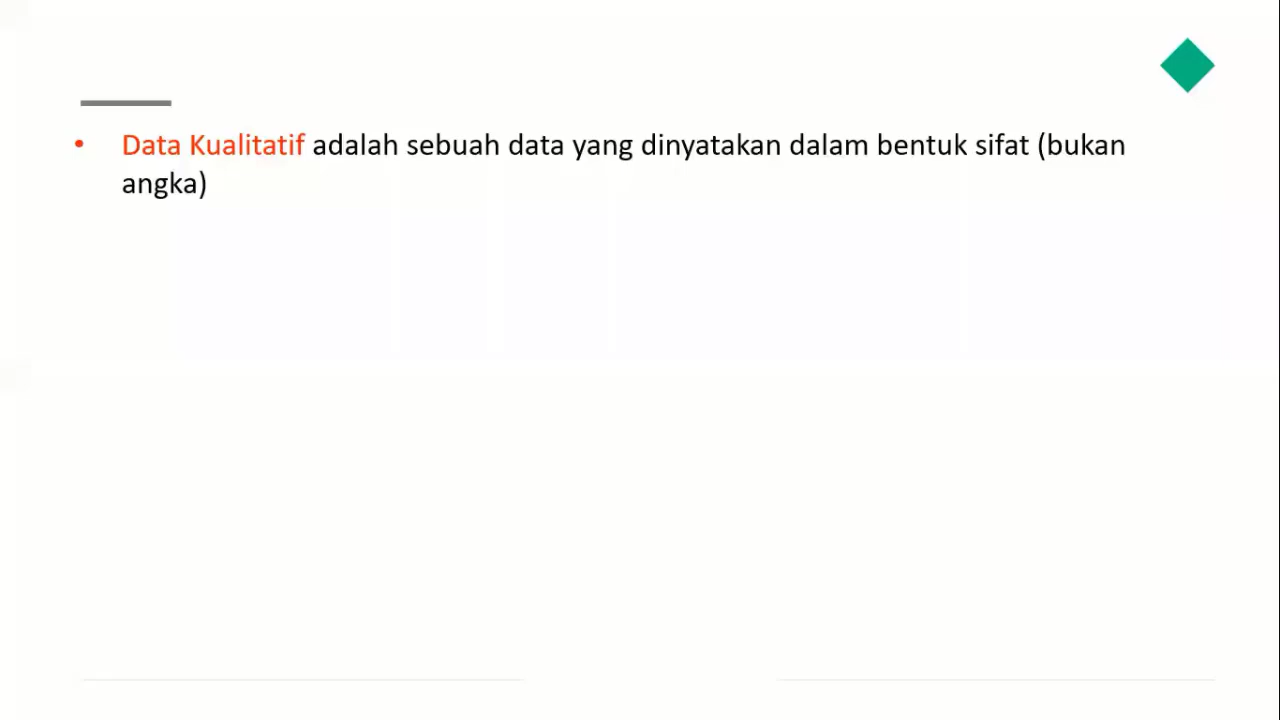 • Data Kualitatif adalah sebuah data yang dinyatakan dalam bentuk sifat (bukan
angka)